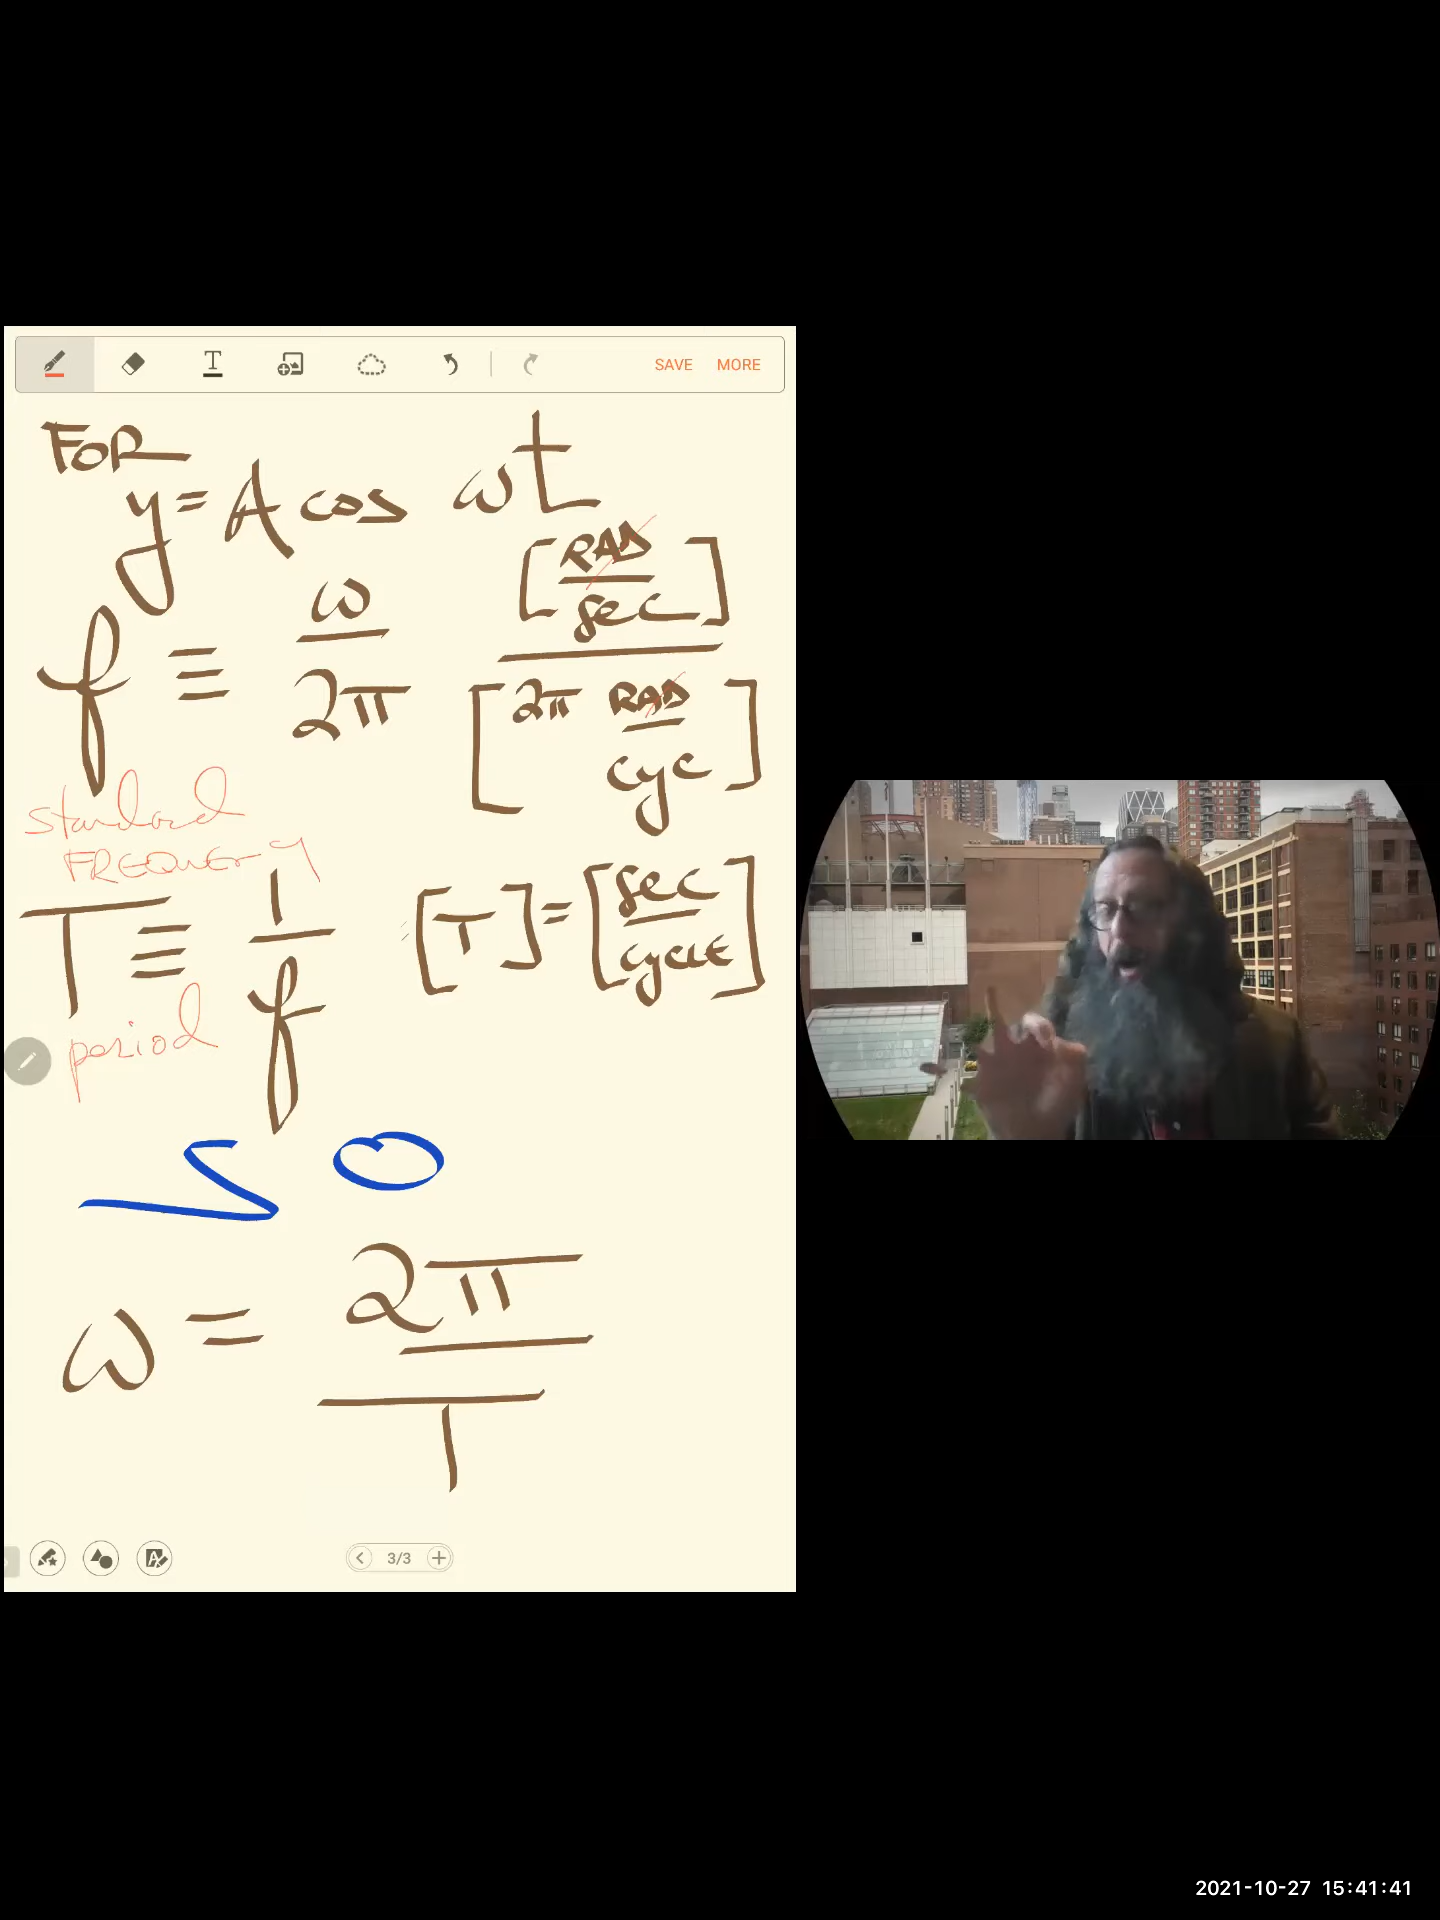 SAVE MORE
FOR
y = A cos ωt
f ≡ ω / 2π [RAD / sec] / [2π RAD / cyc]
standard
FREQUENCY
T ≡ 1 / f [T] = [sec / cycle]
period
SO
ω = 2π / T
3/3
2021-10-27 15:41:41